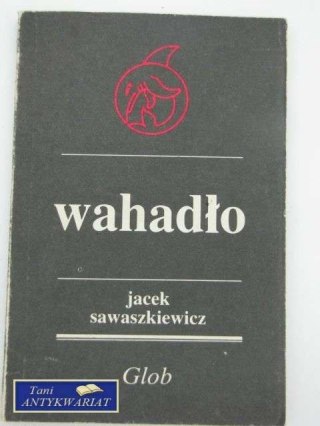 wahadło
jacek
sawaszkiewicz
Glob
Tani
ANTYKWARIAT